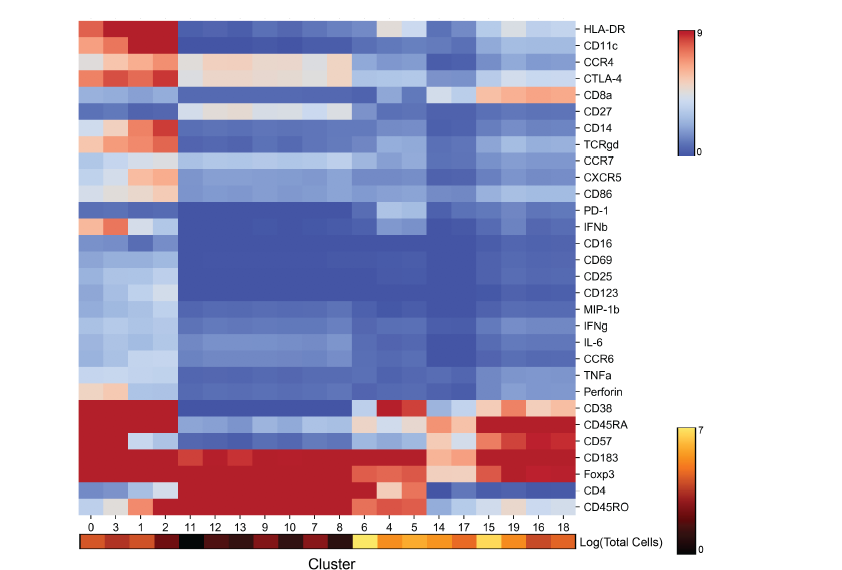 HLA-DR
9
CD11c
CCR4
CTLA-4
CD8a
CD27
CD14
0
TCRgd
CCR7
CXCR5
CD86
PD-1
IFNb
CD16
CD69
CD25
CD123
MIP-1b
IFNg
IL-6
CCR6
TNFa
Perforin
CD38
CD45RA
7
CD57
CD183
Foxp3
CD4
CD45RO
0 3 1 2 11 12 13 9 10 7 8 6 4 5 14 17 15 19 16 18
Log(Total Cells)
0
Cluster